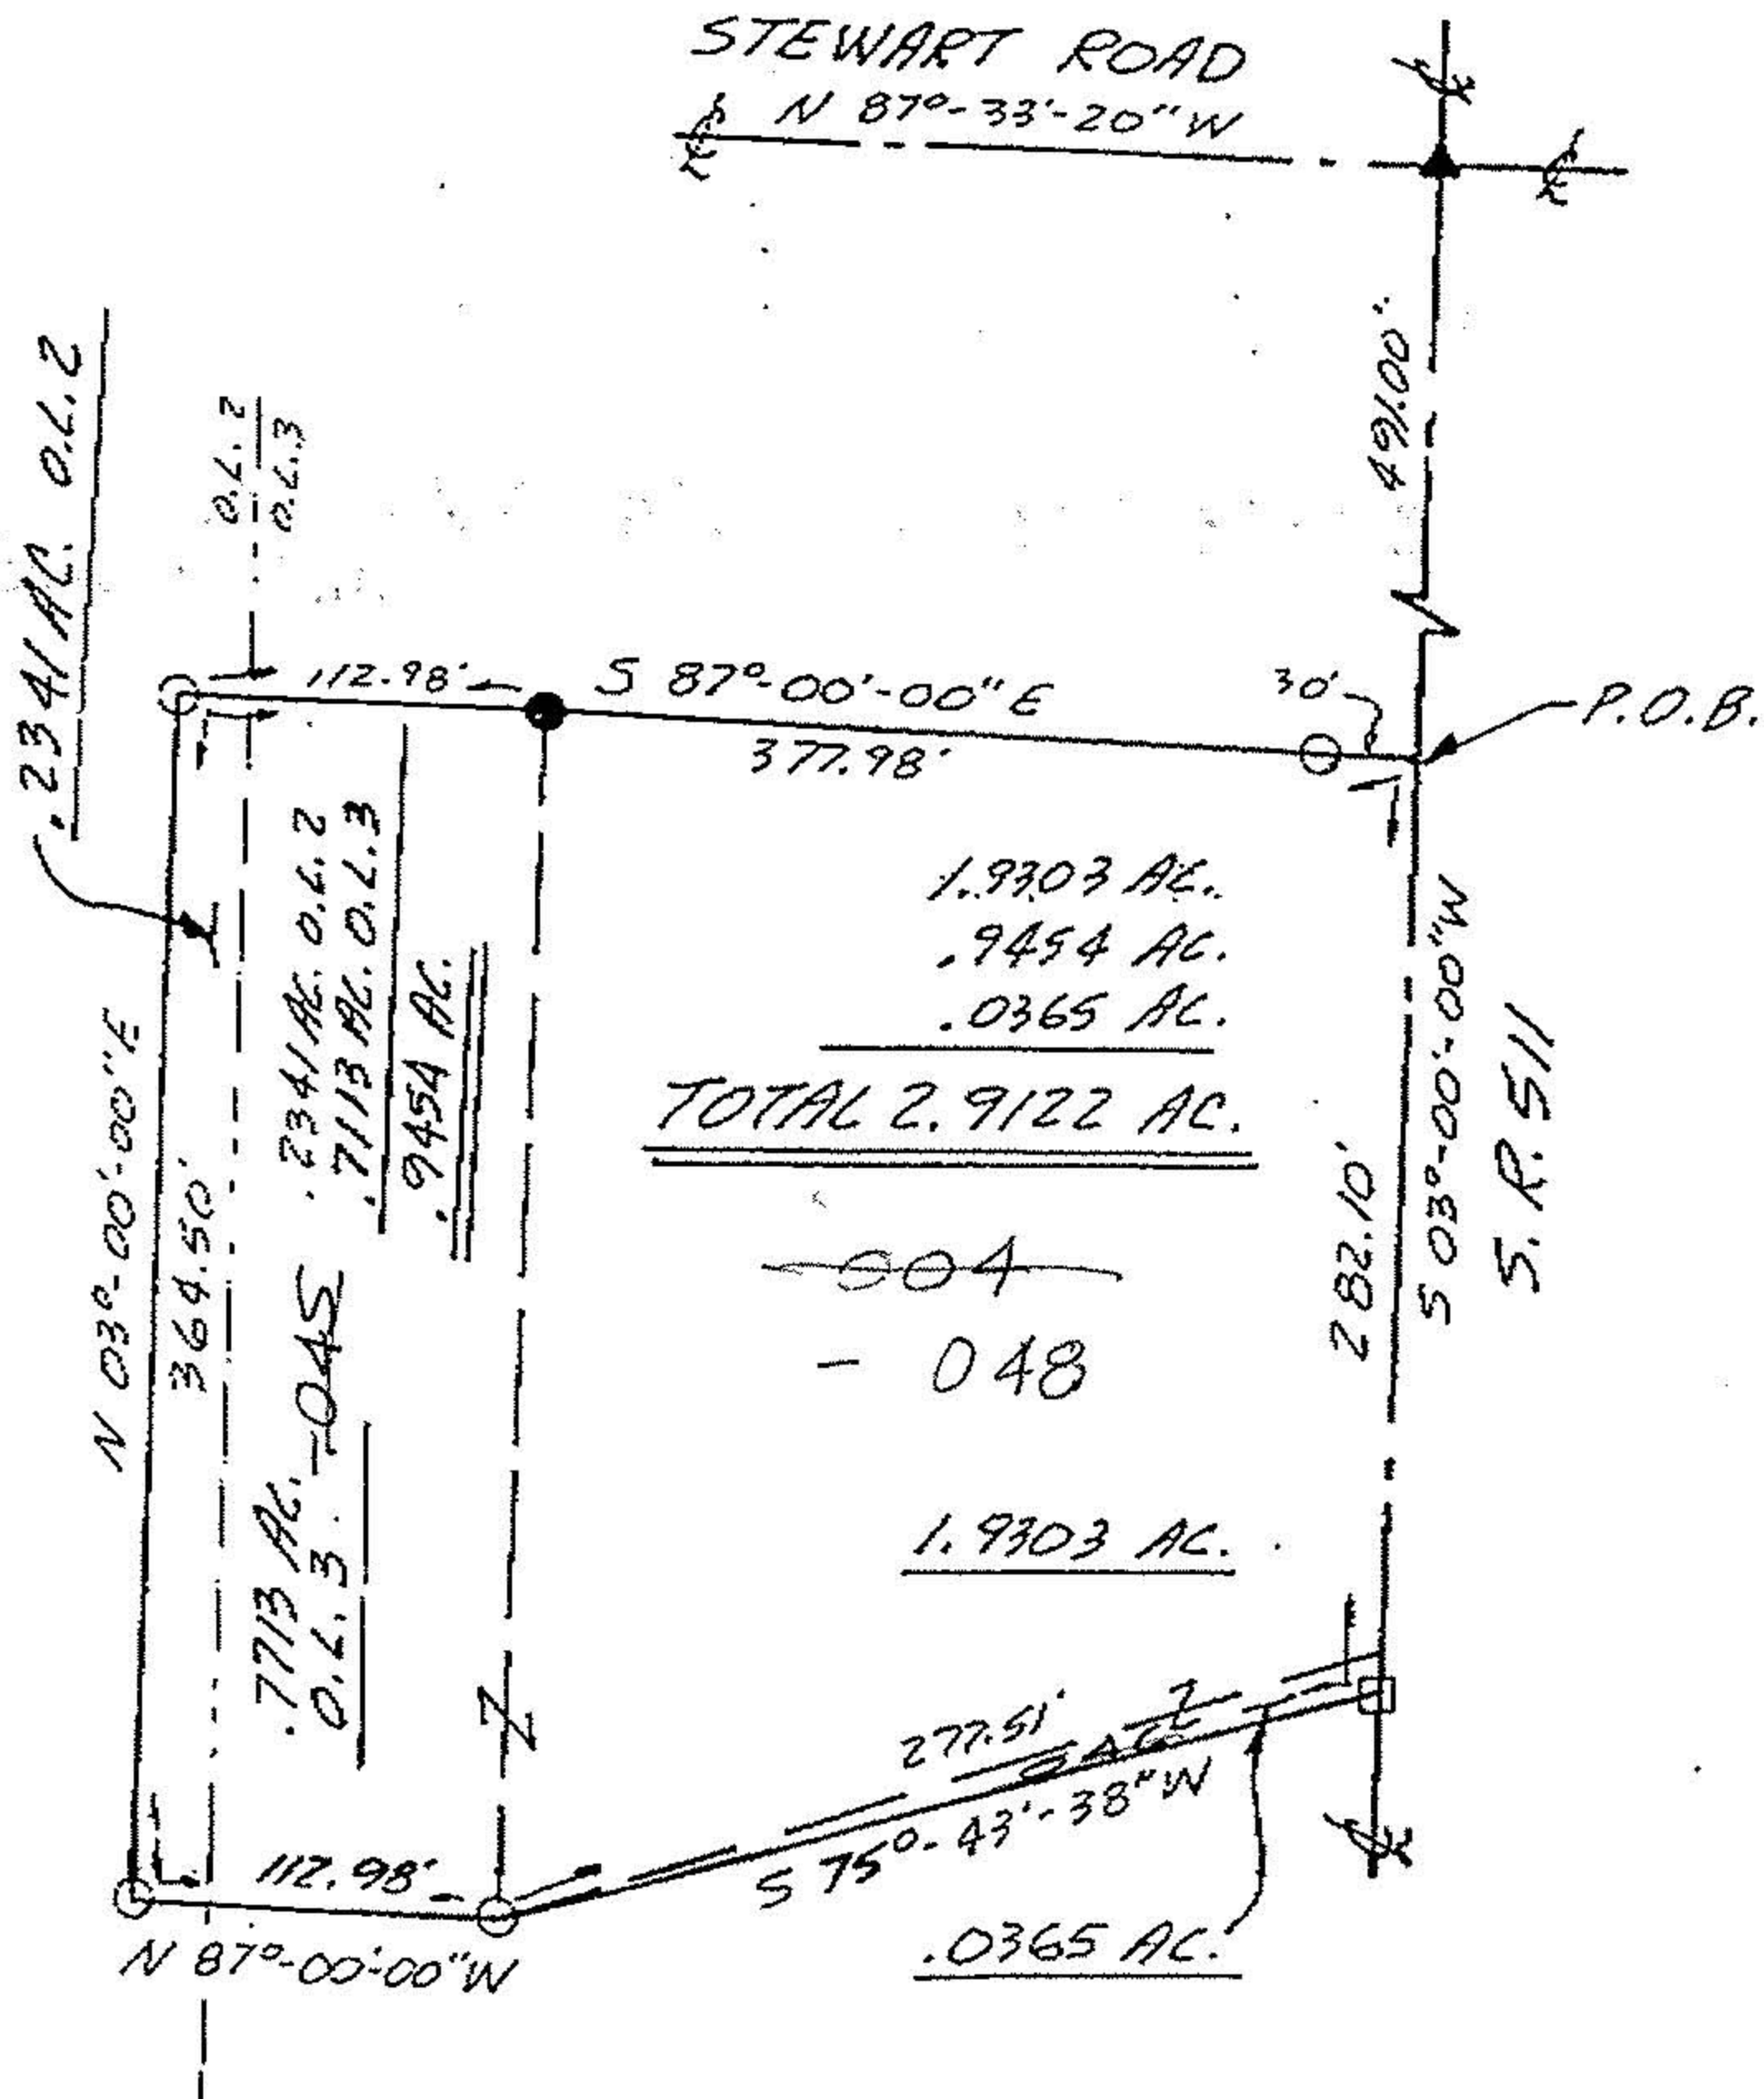 STEWART ROAD
N 87°-33'-20" W
491.00'
.2341 AC. O.L. 2
O.L. 2
O.L. 3
112.98'
S 87°-00'-00" E
377.98'
30'
P.O.B.
1.9303 AC.
.9454 AC.
.0365 AC.
TOTAL 2.9122 AC.
.2341 AC. O.L. 2
.7113 AC. O.L. 3
.9454 AC.
N 03°-00'-00" E
364.50'
004
- 048
282.10'
S 03°-00'-00" W
S.R. 511
.7713 AC. -045
O.L. 3
1.9303 AC.
277.51'
S 75°-43'-38" W
112.98'
N 87°-00'-00" W
.0365 AC.